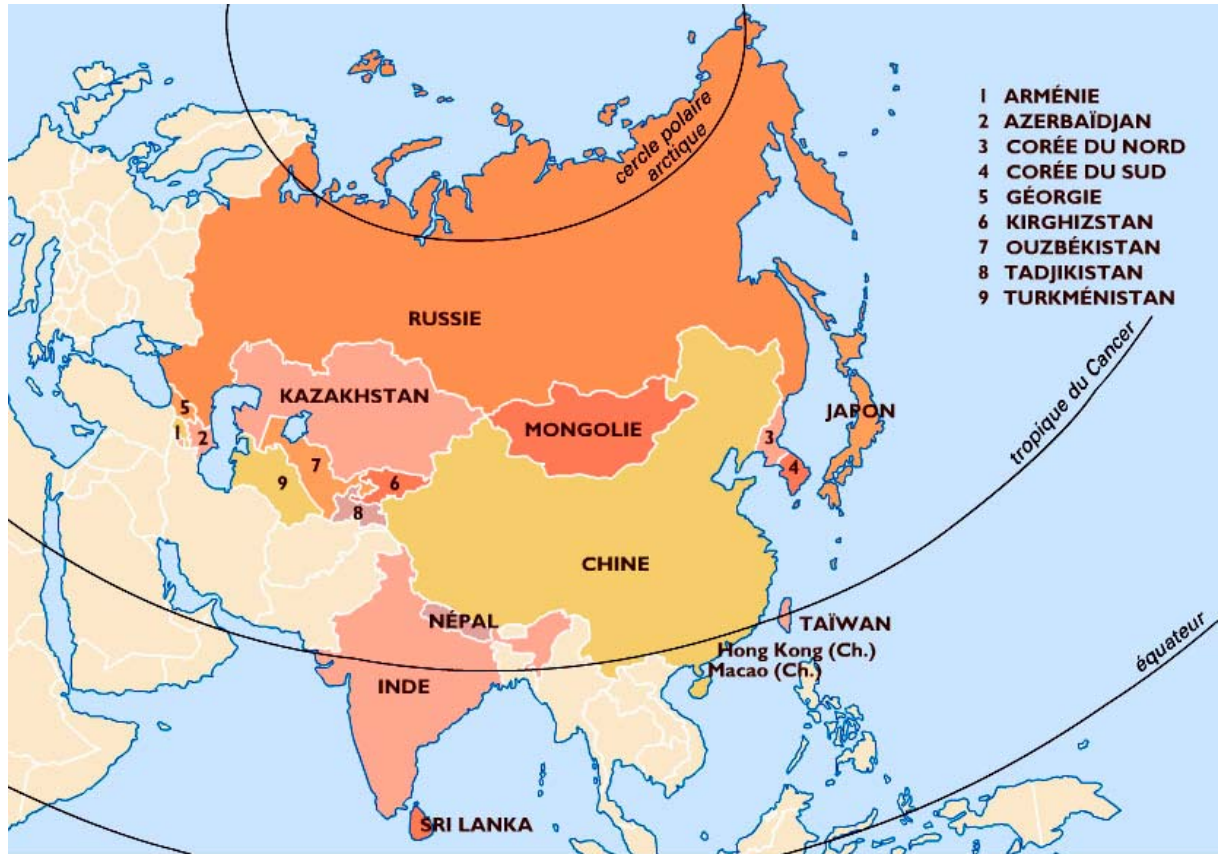 cercle polaire
arctique
1 ARMÉNIE
2 AZERBAÏDJAN
3 CORÉE DU NORD
4 CORÉE DU SUD
5 GÉORGIE
6 KIRGHIZSTAN
7 OUZBÉKISTAN
8 TADJIKISTAN
9 TURKMÉNISTAN
RUSSIE
tropique du Cancer
KAZAKHSTAN
5
1
2
MONGOLIE
JAPON
3
4
7
6
9
8
CHINE
NÉPAL
TAÏWAN
Hong Kong (Ch.)
Macao (Ch.)
équateur
INDE
SRI LANKA